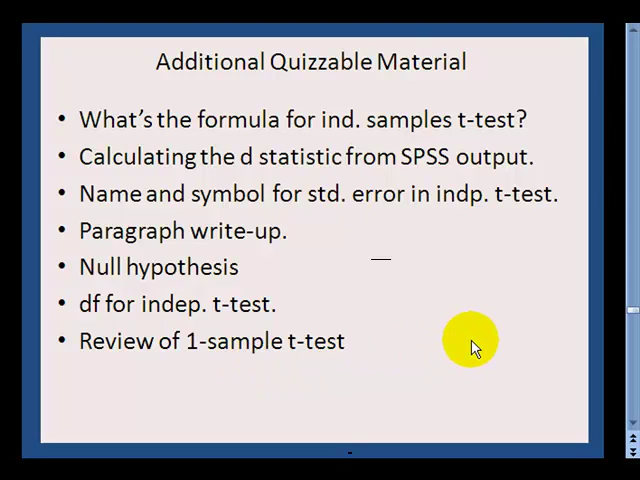 Additional Quizzable Material
• What's the formula for ind. samples t-test?
• Calculating the d statistic from SPSS output.
• Name and symbol for std. error in indp. t-test.
• Paragraph write-up.
• Null hypothesis
• df for indep. t-test.
• Review of 1-sample t-test